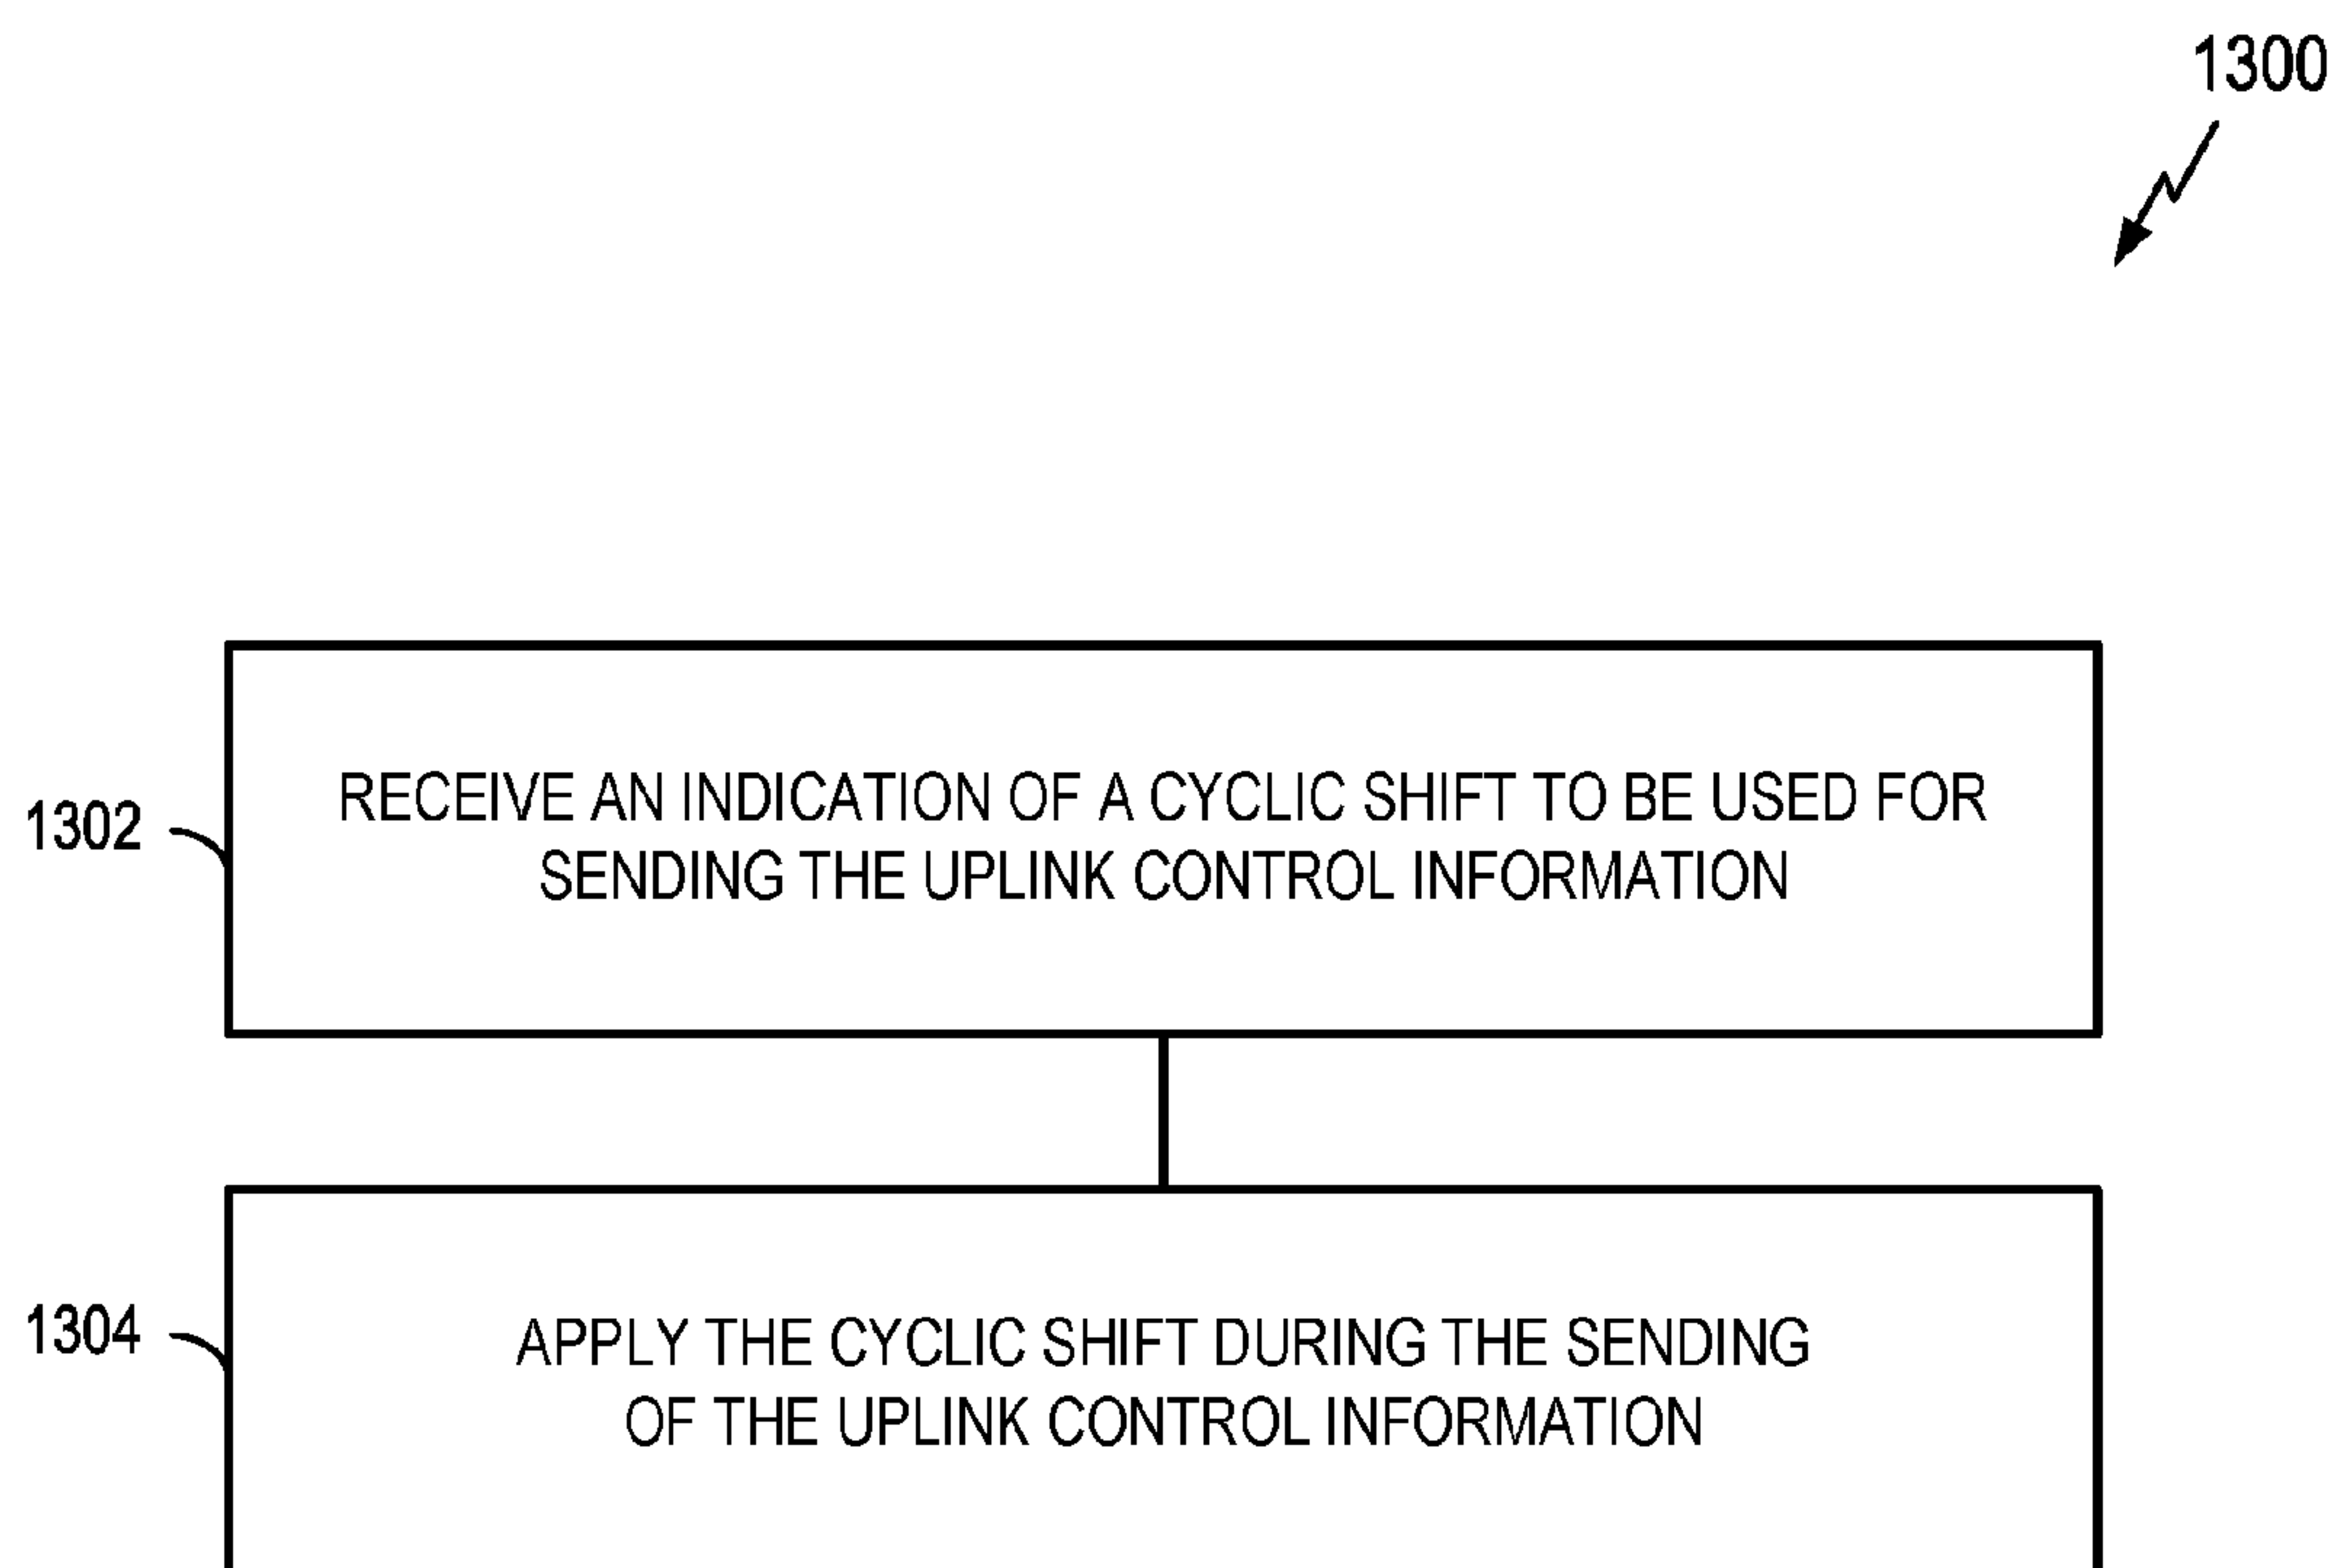 1300
1302
RECEIVE AN INDICATION OF A CYCLIC SHIFT TO BE USED FOR
SENDING THE UPLINK CONTROL INFORMATION
1304
APPLY THE CYCLIC SHIFT DURING THE SENDING
OF THE UPLINK CONTROL INFORMATION